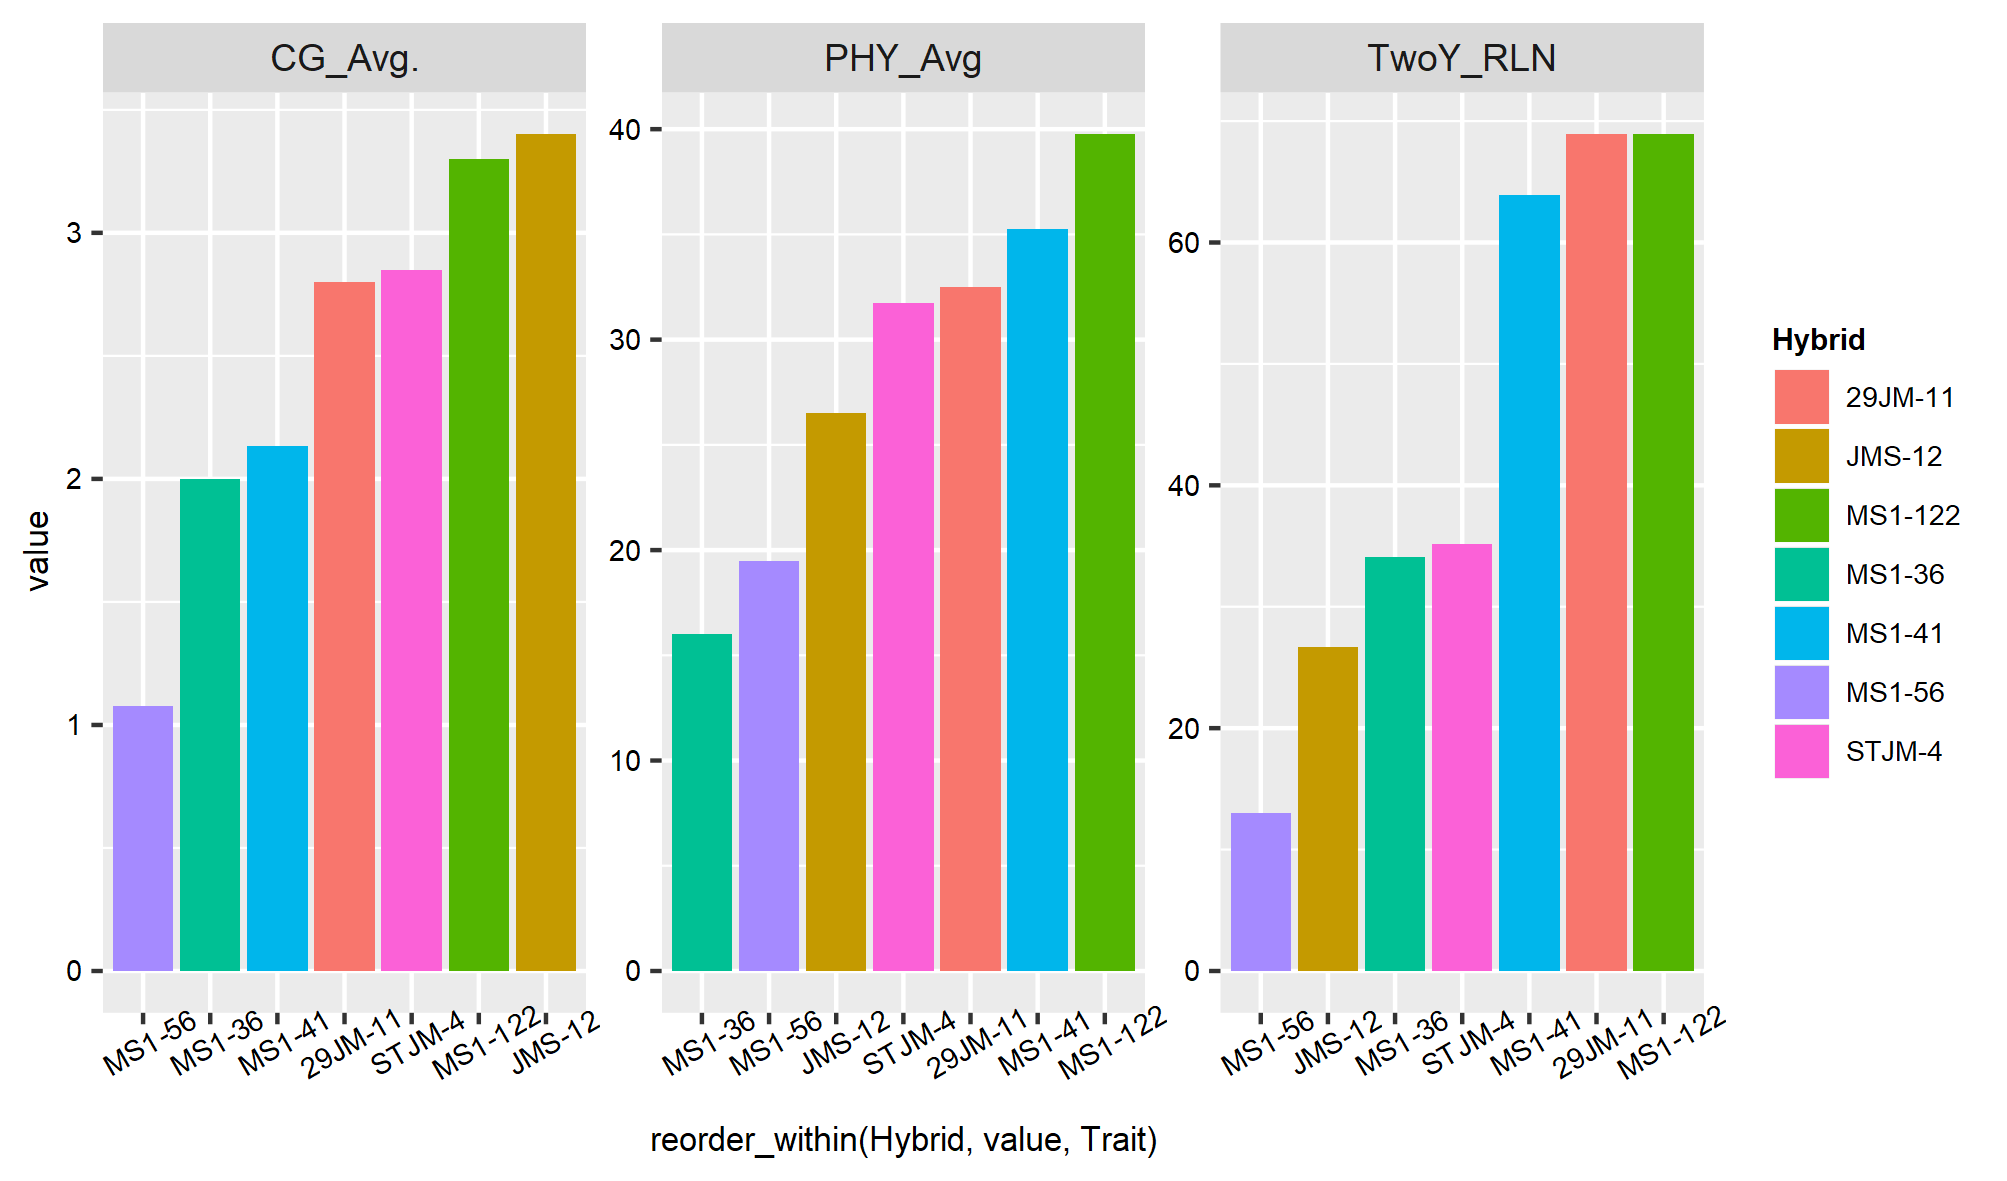 CG_Avg.
PHY_Avg
TwoY_RLN
value
3
2
1
0
40
30
20
10
0
60
40
20
0
MS1-56
MS1-36
MS1-41
29JM-11
STJM-4
MS1-122
JMS-12
MS1-36
MS1-56
JMS-12
STJM-4
29JM-11
MS1-41
MS1-122
MS1-56
JMS-12
MS1-36
STJM-4
MS1-41
29JM-11
MS1-122
reorder_within(Hybrid, value, Trait)
Hybrid
29JM-11
JMS-12
MS1-122
MS1-36
MS1-41
MS1-56
STJM-4